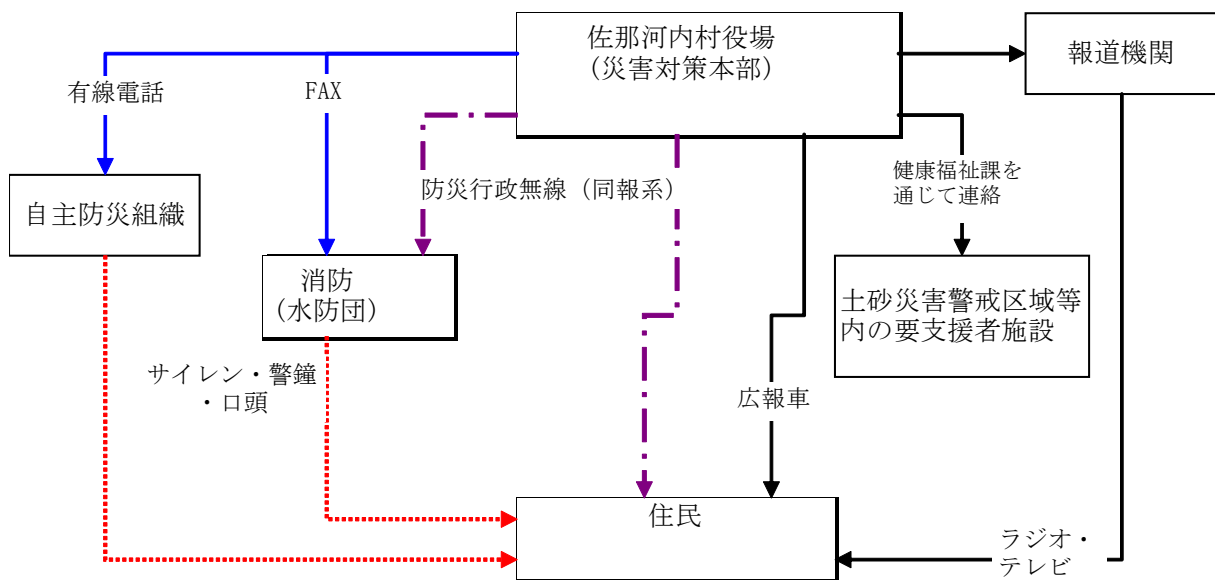 佐那河内村役場
（災害対策本部）
報道機関
有線電話
FAX
健康福祉課を
通じて連絡
防災行政無線（同報系）
自主防災組織
消防
（水防団）
土砂災害警戒区域等
内の要支援者施設
サイレン・警鐘
・口頭
広報車
住民
ラジオ・
テレビ